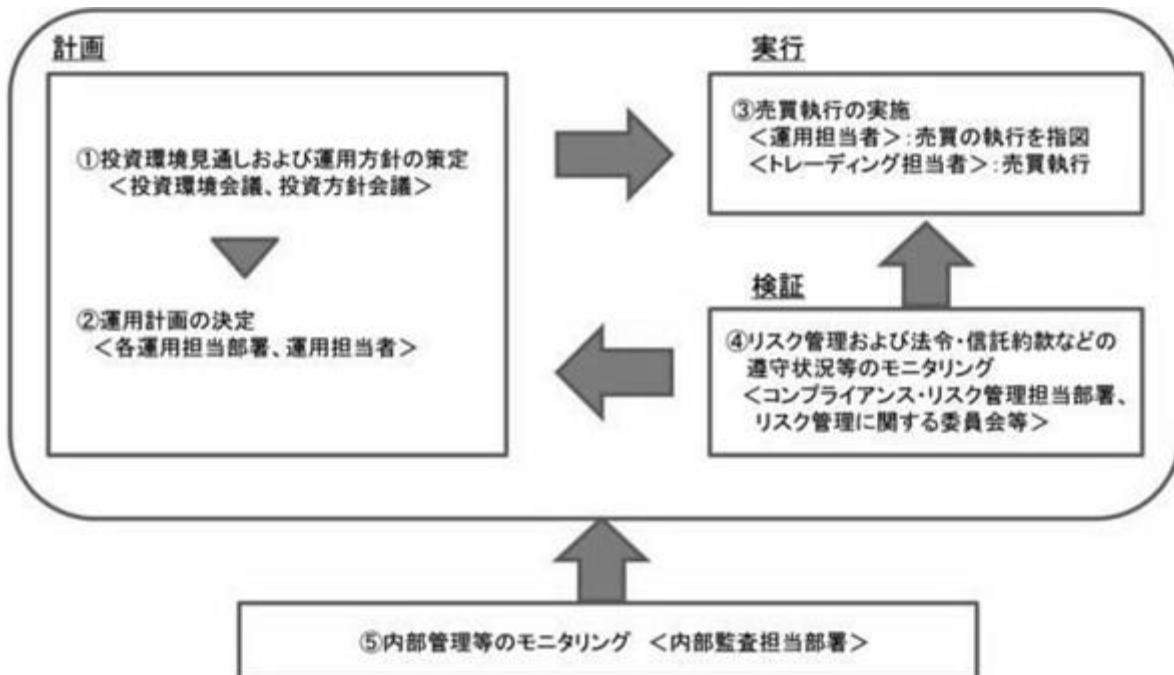 計画
①投資環境見通しおよび運用方針の策定
<投資環境会議、投資方針会議>
②運用計画の決定
<各運用担当部署、運用担当者>
実行
③売買執行の実施
<運用担当者>:売買の執行を指図
<トレーディング担当者>:売買執行
検証
④リスク管理および法令・信託約款などの
遵守状況等のモニタリング
<コンプライアンス・リスク管理担当部署、
リスク管理に関する委員会等>
⑤内部管理等のモニタリング <内部監査担当部署>